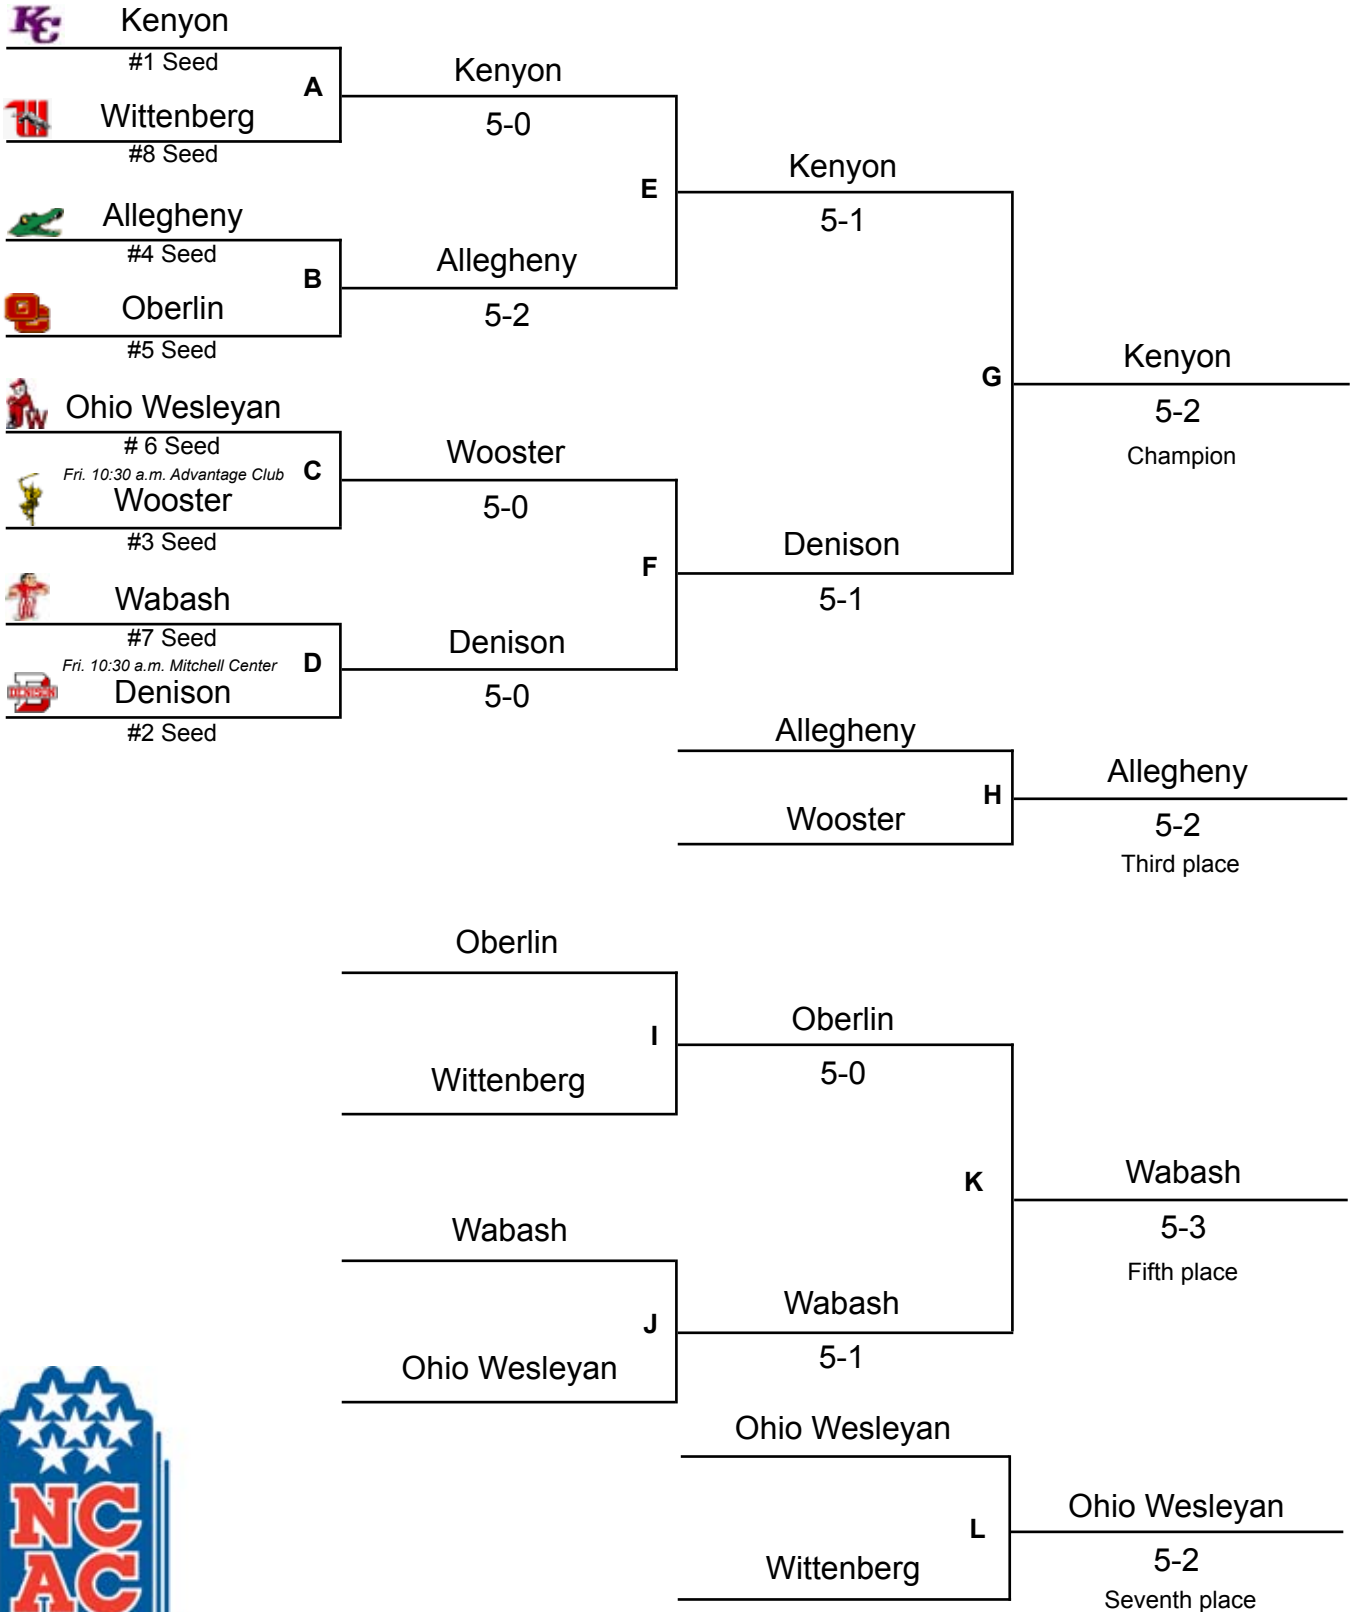 Kenyon
#1 Seed
A
Wittenberg
#8 Seed
Kenyon
5-0
Allegheny
#4 Seed
B
Oberlin
#5 Seed
Allegheny
5-2
E
Kenyon
5-1
Ohio Wesleyan
# 6 Seed
Fri. 10:30 a.m. Advantage Club
C
Wooster
#3 Seed
Wooster
5-0
Wabash
#7 Seed
Fri. 10:30 a.m. Mitchell Center
D
Denison
DENISON
#2 Seed
Denison
5-0
F
Denison
5-1
G
Kenyon
5-2
Champion
Allegheny
H
Wooster
Allegheny
5-2
Third place
Oberlin
I
Wittenberg
Oberlin
5-0
Wabash
J
Ohio Wesleyan
Wabash
5-1
K
Wabash
5-3
Fifth place
Ohio Wesleyan
L
Wittenberg
Ohio Wesleyan
5-2
Seventh place
NC
AC